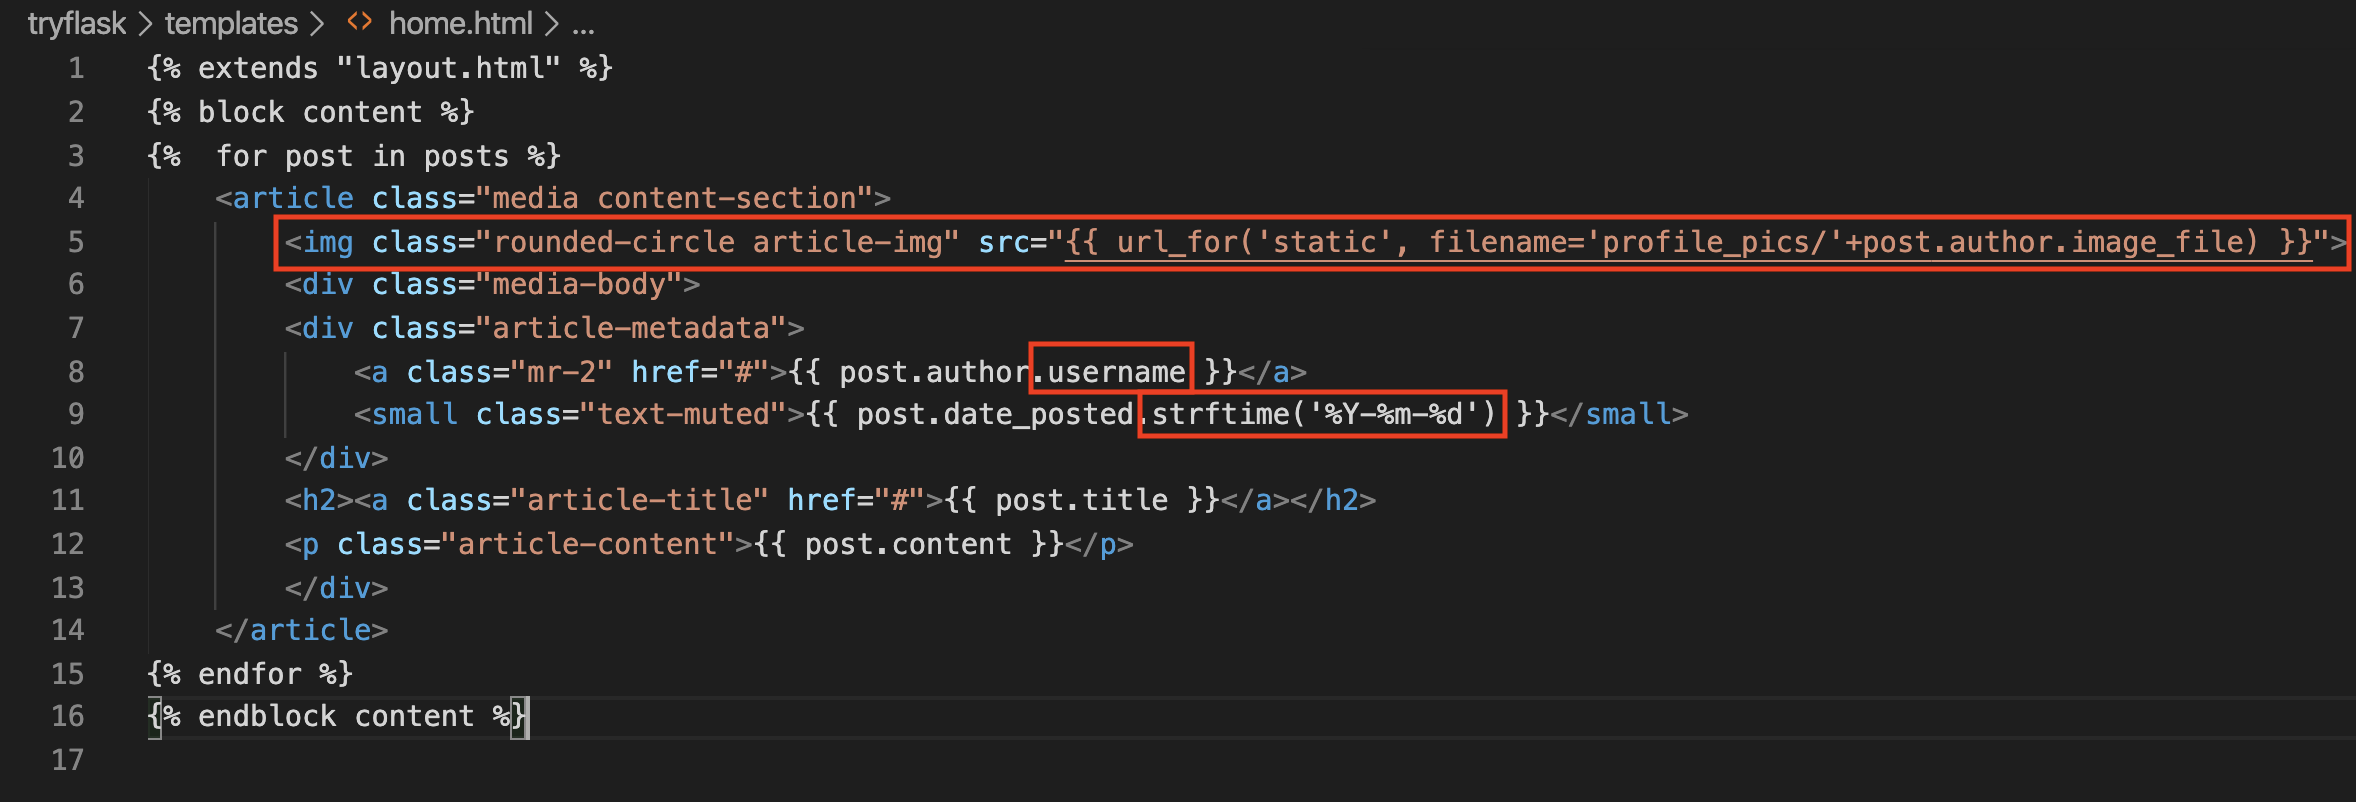 tryflask > templates > <> home.html > ...
1 {% extends "layout.html" %}
2 {% block content %}
3 {%  for post in posts %}
4     <article class="media content-section">
5         <img class="rounded-circle article-img" src="{{ url_for('static', filename='profile_pics/'+post.author.image_file) }}">
6         <div class="media-body">
7         <div class="article-metadata">
8             <a class="mr-2" href="#">{{ post.author.username }}</a>
9             <small class="text-muted">{{ post.date_posted.strftime('%Y-%m-%d') }}</small>
10         </div>
11         <h2><a class="article-title" href="#">{{ post.title }}</a></h2>
12         <p class="article-content">{{ post.content }}</p>
13         </div>
14     </article>
15 {% endfor %}
16 {% endblock content %}
17